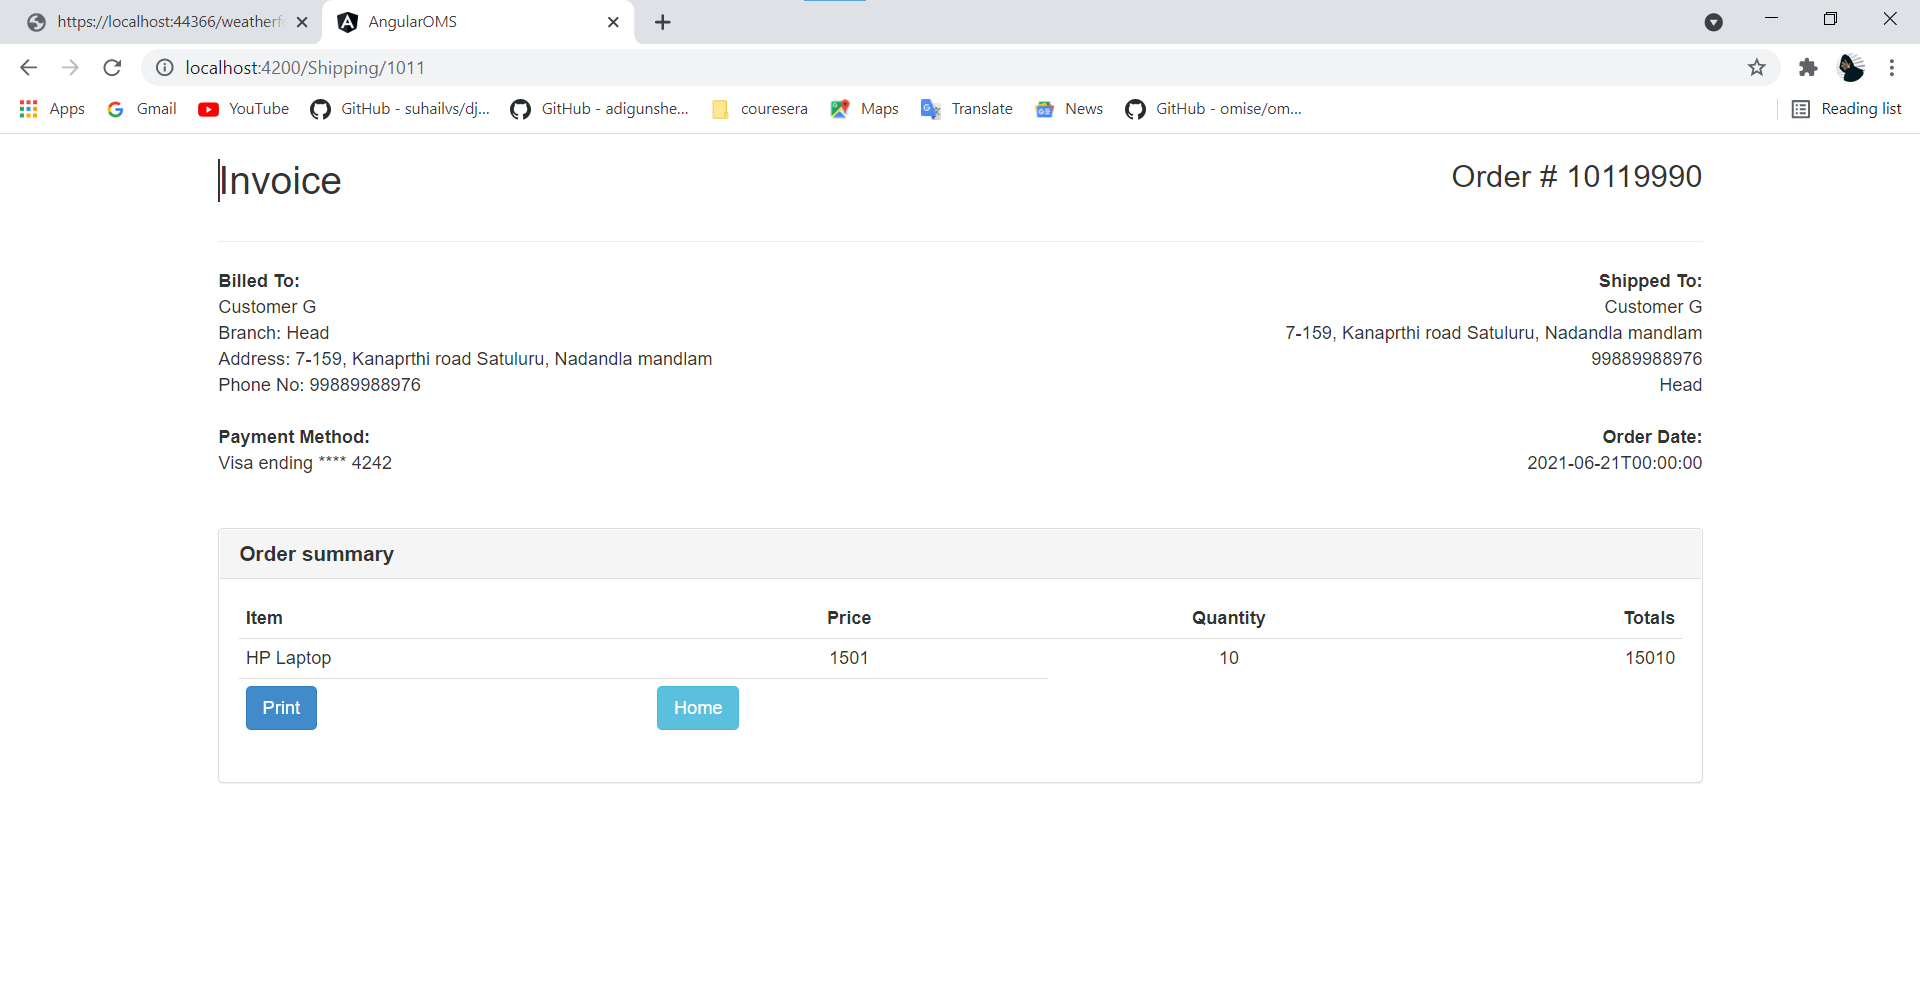 https://localhost:44366/weatherf
AngularOMS
localhost:4200/Shipping/1011
Apps
Gmail
YouTube
GitHub - suhailvs/dj...
GitHub - adigunshe...
couresera
Maps
Translate
News
GitHub - omise/om...
Reading list
Invoice
Order # 10119990
Billed To:
Customer G
Branch: Head
Address: 7-159, Kanaprthi road Satuluru, Nadandla mandlam
Phone No: 99889988976
Shipped To:
Customer G
7-159, Kanaprthi road Satuluru, Nadandla mandlam
99889988976
Head
Payment Method:
Visa ending **** 4242
Order Date:
2021-06-21T00:00:00
Order summary
Item Price Quantity Totals
HP Laptop 1501 10 15010
Print
Home